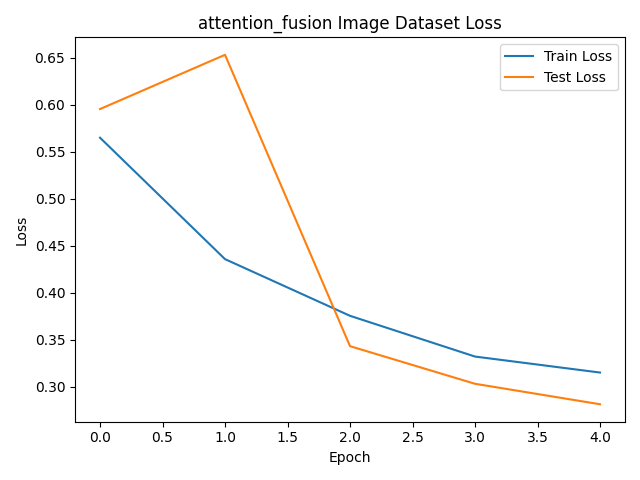 attention_fusion Image Dataset Loss
Train Loss
Test Loss
0.65
0.60
0.55
0.50
0.45
0.40
0.35
0.30
Loss
0.0 0.5 1.0 1.5 2.0 2.5 3.0 3.5 4.0
Epoch